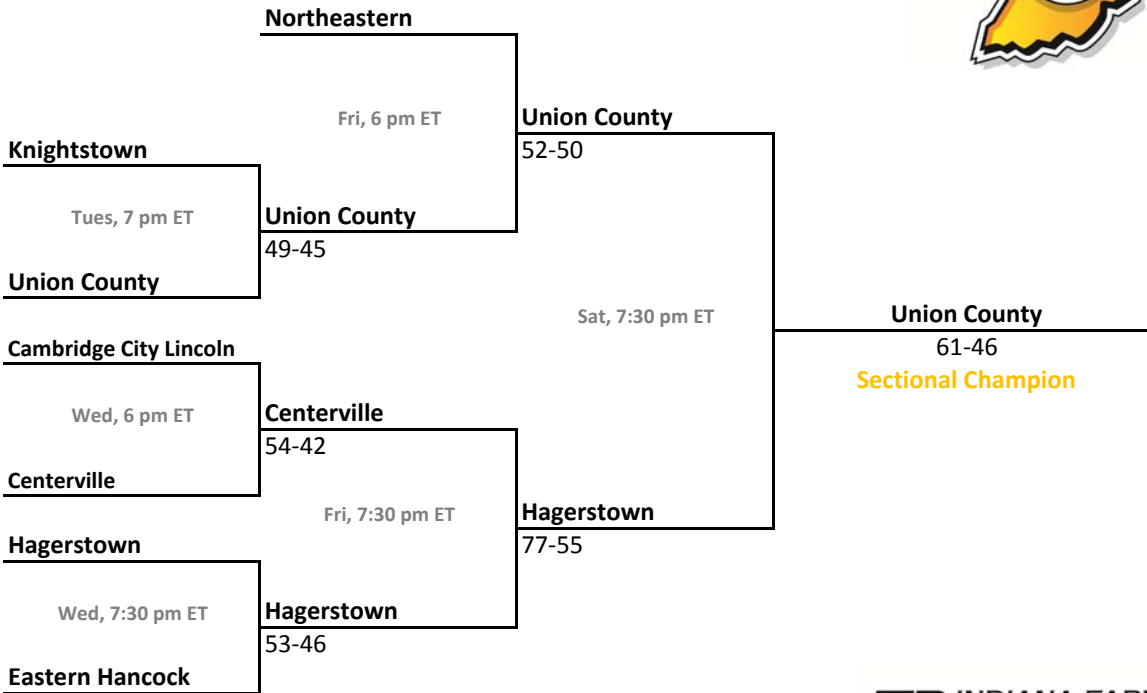 Northeastern
Fri, 6 pm ET
Union County
52-50
Knightstown
Tues, 7 pm ET
Union County
49-45
Union County
Sat, 7:30 pm ET
Union County
61-46
Sectional Champion
Cambridge City Lincoln
Wed, 6 pm ET
Centerville
54-42
Centerville
Fri, 7:30 pm ET
Hagerstown
77-55
Hagerstown
Wed, 7:30 pm ET
Hagerstown
53-46
Eastern Hancock